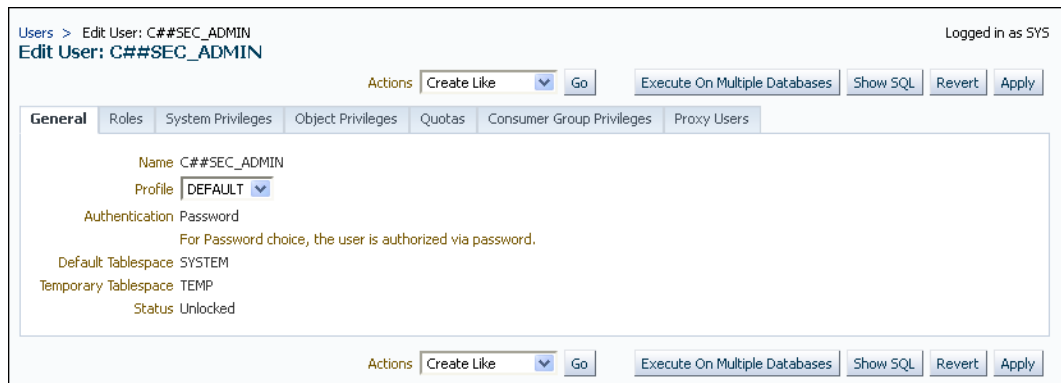 Users > Edit User: C##SEC_ADMIN Logged in as SYS
Edit User: C##SEC_ADMIN
Actions Create Like Go Execute On Multiple Databases Show SQL Revert Apply
General Roles System Privileges Object Privileges Quotas Consumer Group Privileges Proxy Users
Name C##SEC_ADMIN
Profile DEFAULT
Authentication Password
For Password choice, the user is authorized via password.
Default Tablespace SYSTEM
Temporary Tablespace TEMP
Status Unlocked
Actions Create Like Go Execute On Multiple Databases Show SQL Revert Apply